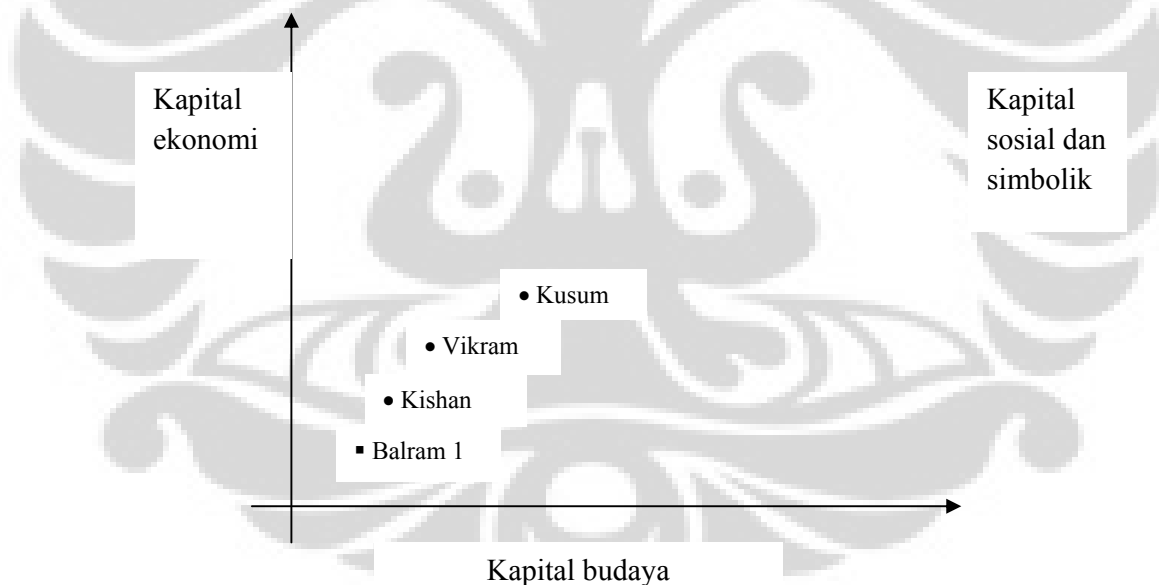 Kapital
ekonomi
Kapital
sosial dan
simbolik
• Kusum
• Vikram
• Kishan
▪ Balram 1
Kapital budaya